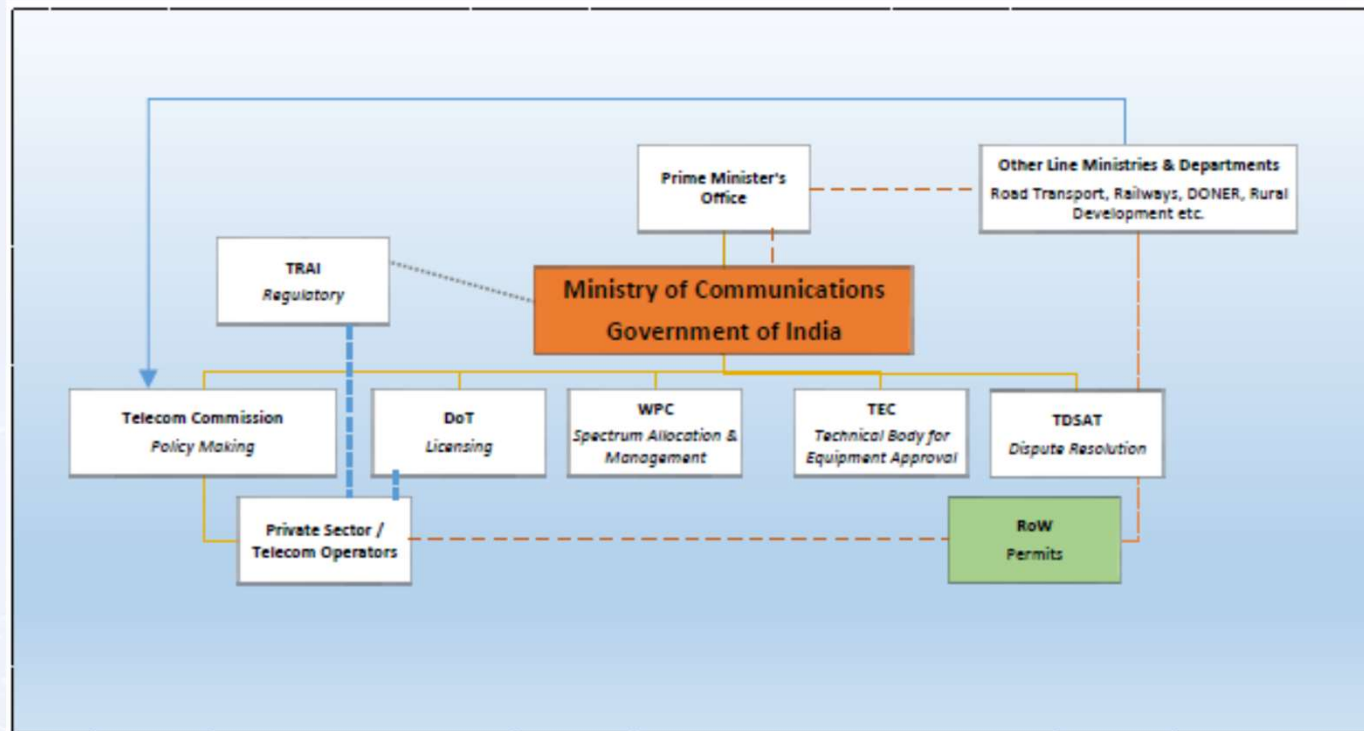 Prime Minister's
Office
Other Line Ministries & Departments
Road Transport, Railways, DONER, Rural
Development etc.
TRAI
Regulatory
Ministry of Communications
Government of India
Telecom Commission
Policy Making
DoT
Licensing
WPC
Spectrum Allocation &
Management
TEC
Technical Body for
Equipment Approval
TDSAT
Dispute Resolution
Private Sector /
Telecom Operators
RoW
Permits